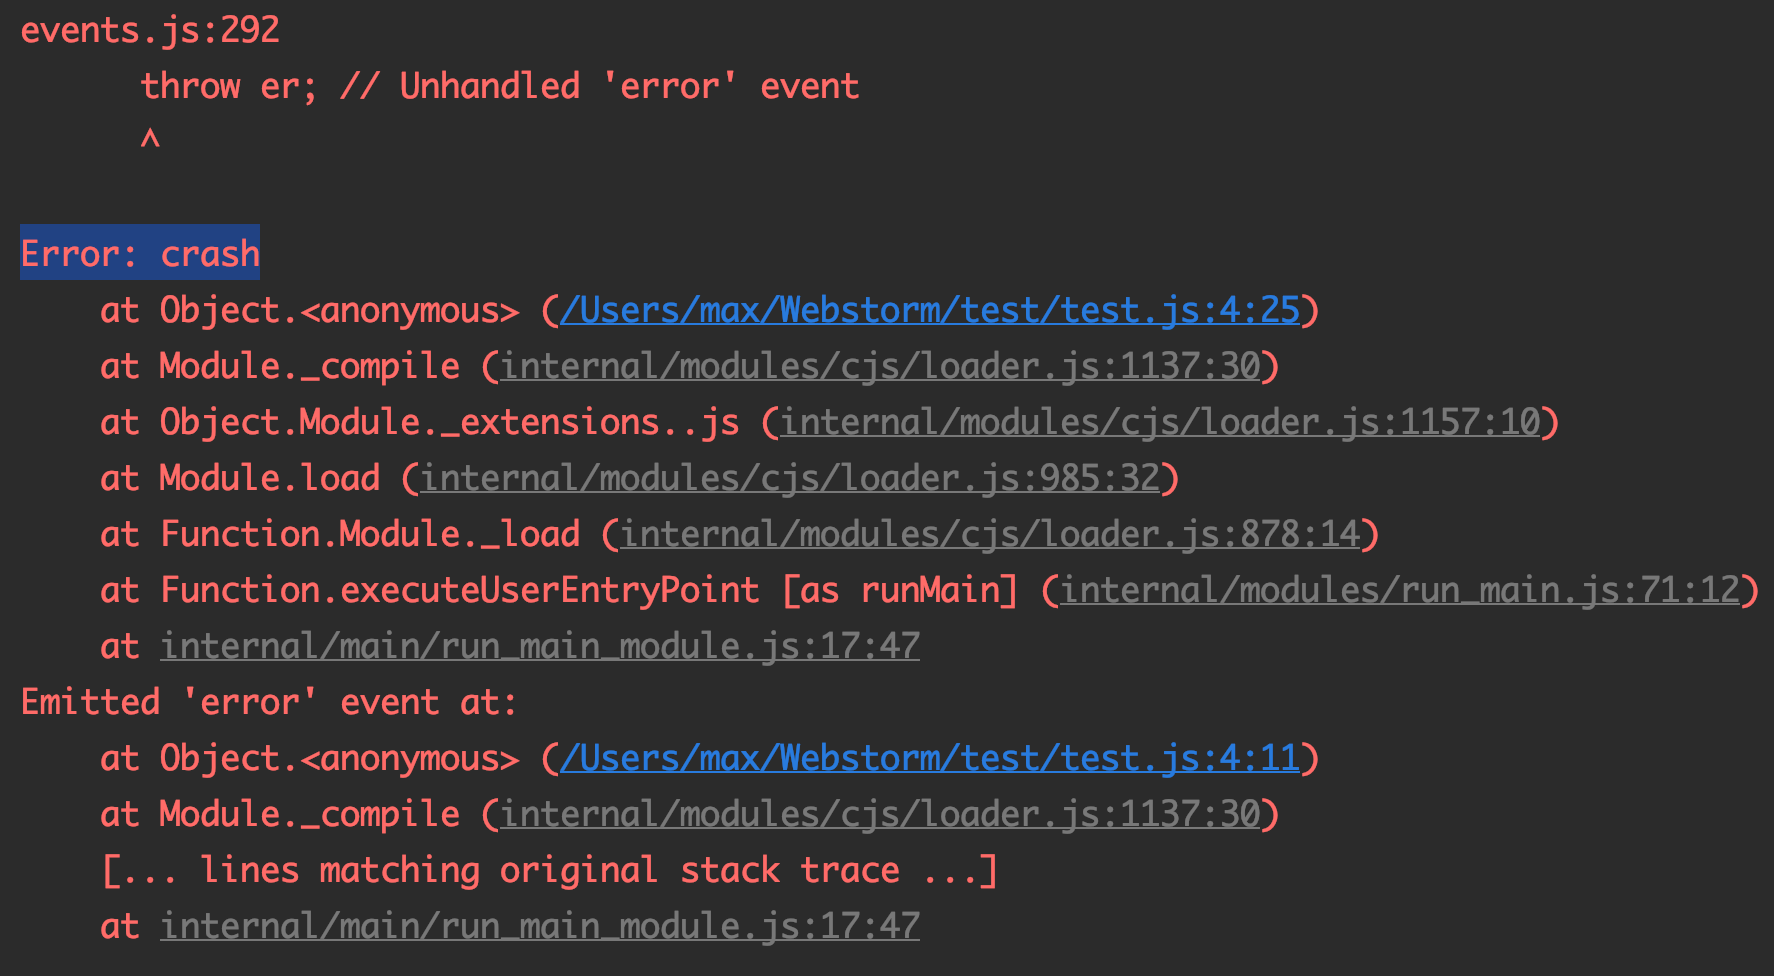 events.js:292
      throw er; // Unhandled 'error' event
      ^

Error: crash
    at Object.<anonymous> (/Users/max/Webstorm/test/test.js:4:25)
    at Module._compile (internal/modules/cjs/loader.js:1137:30)
    at Object.Module._extensions..js (internal/modules/cjs/loader.js:1157:10)
    at Module.load (internal/modules/cjs/loader.js:985:32)
    at Function.Module._load (internal/modules/cjs/loader.js:878:14)
    at Function.executeUserEntryPoint [as runMain] (internal/modules/run_main.js:71:12)
    at internal/main/run_main_module.js:17:47
Emitted 'error' event at:
    at Object.<anonymous> (/Users/max/Webstorm/test/test.js:4:11)
    at Module._compile (internal/modules/cjs/loader.js:1137:30)
    [... lines matching original stack trace ...]
    at internal/main/run_main_module.js:17:47